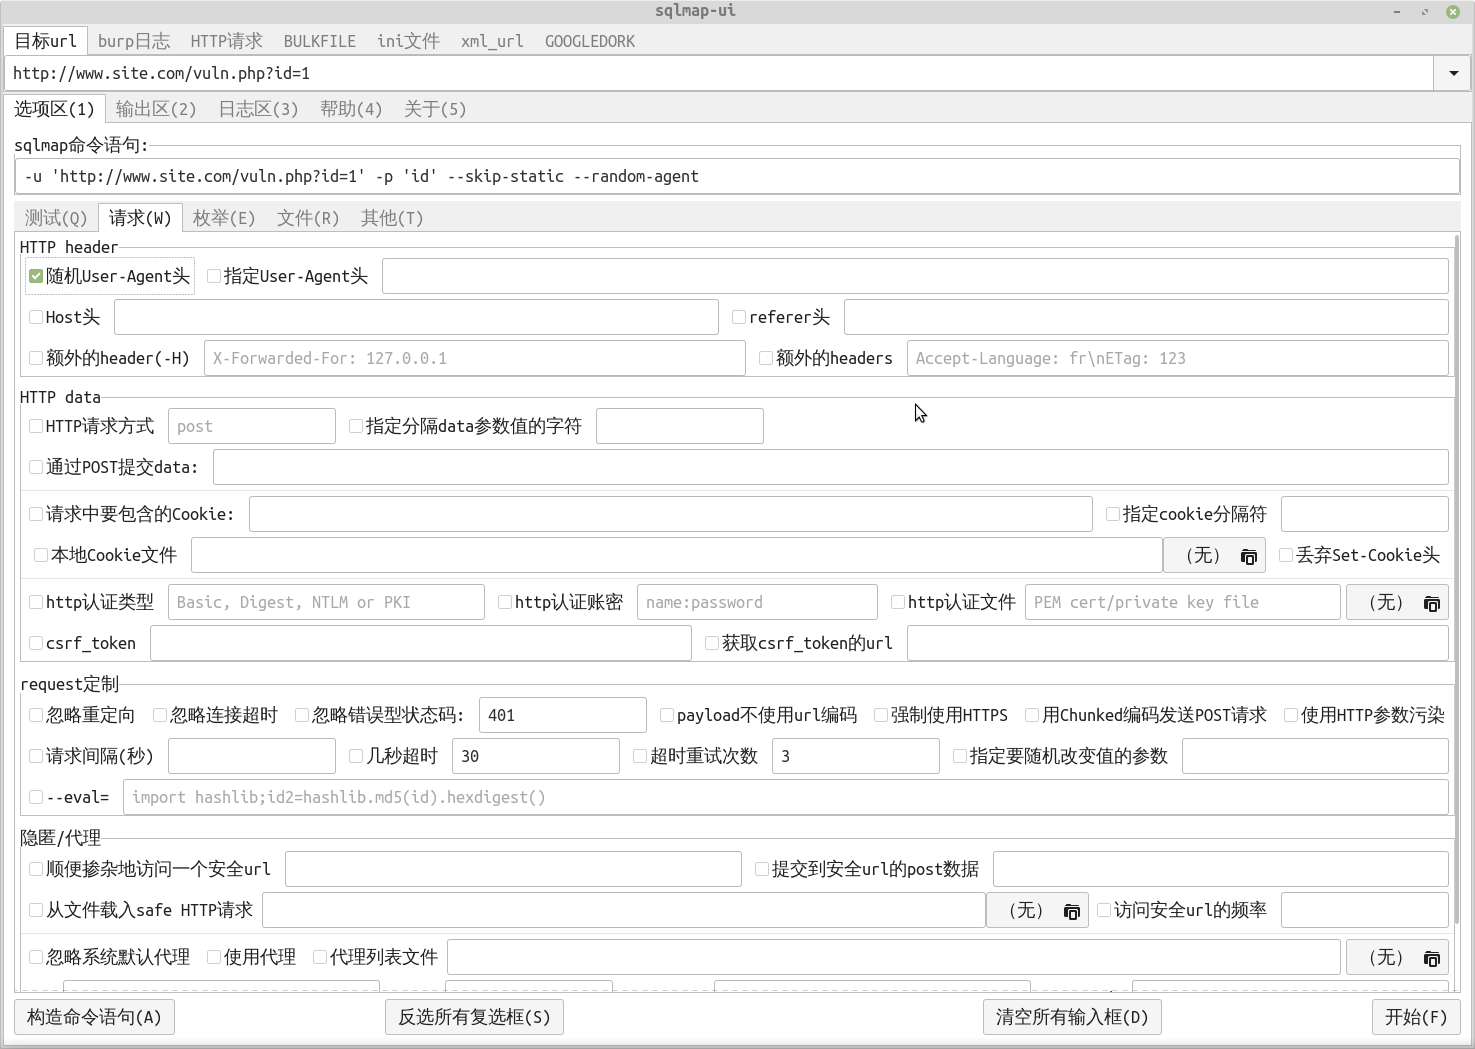 sqlmap-ui
目标url burp日志 HTTP请求 BULKFILE ini文件 xml_url GOOGLEDORK
http://www.site.com/vuln.php?id=1
选项区(1) 输出区(2) 日志区(3) 帮助(4) 关于(5)
sqlmap命令语句:
-u 'http://www.site.com/vuln.php?id=1' -p 'id' --skip-static --random-agent
测试(Q) 请求(W) 枚举(E) 文件(R) 其他(T)
HTTP header
随机User-Agent头 指定User-Agent头
Host头 referer头
额外的header(-H) X-Forwarded-For: 127.0.0.1 额外的headers Accept-Language: fr\nETag: 123
HTTP data
HTTP请求方式 post 指定分隔data参数值的字符
通过POST提交data:
请求中要包含的Cookie: 指定cookie分隔符
本地Cookie文件 (无) 丢弃Set-Cookie头
http认证类型 Basic, Digest, NTLM or PKI http认证账密 name:password http认证文件 PEM cert/private key file (无)
csrf_token 获取csrf_token的url
request定制
忽略重定向 忽略连接超时 忽略错误型状态码: 401 payload不使用url编码 强制使用HTTPS 用Chunked编码发送POST请求 使用HTTP参数污染
请求间隔(秒) 几秒超时 30 超时重试次数 3 指定要随机改变值的参数
--eval= import hashlib;id2=hashlib.md5(id).hexdigest()
隐匿/代理
顺便掺杂地访问一个安全url 提交到安全url的post数据
从文件载入safe HTTP请求 (无) 访问安全url的频率
忽略系统默认代理 使用代理 代理列表文件 (无)
构造命令语句(A) 反选所有复选框(S) 清空所有输入框(D) 开始(F)